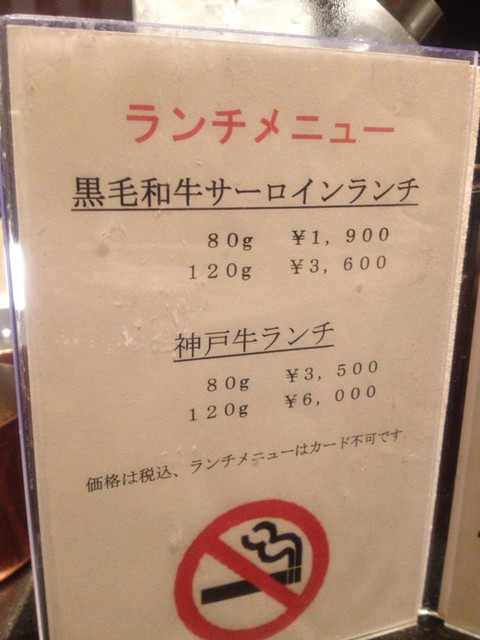 ランチメニュー
黒毛和牛サーロインランチ
80g ¥1,900
120g ¥3,600
神戸牛ランチ
80g ¥3,500
120g ¥6,000
価格は税込、ランチメニューはカード不可です